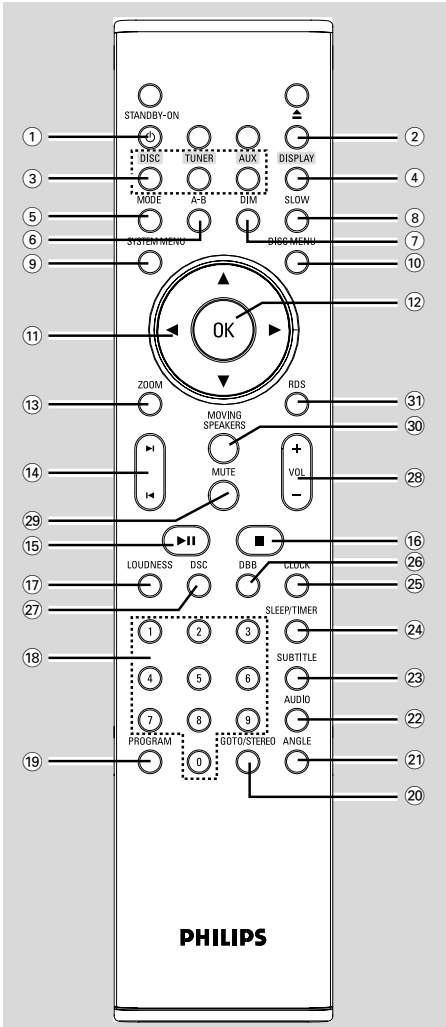 STANDBY-ON
1
2
DISC TUNER AUX DISPLAY
3
4
MODE A-B DIM SLOW
5
8
6
7
SYSTEM MENU DISC MENU
9
10
12
11
OK
ZOOM RDS
13
31
MOVING
SPEAKERS
30
14
VOL
28
MUTE
29
15
16
LOUDNESS DSC DBB CLOCK
26
17
27
25
SLEEP/TIMER
1 2 3
24
18
SUBTITLE
4 5 6
23
AUDIO
7 8 9
22
PROGRAM GOTO/STEREO ANGLE
19
0
21
20
PHILIPS